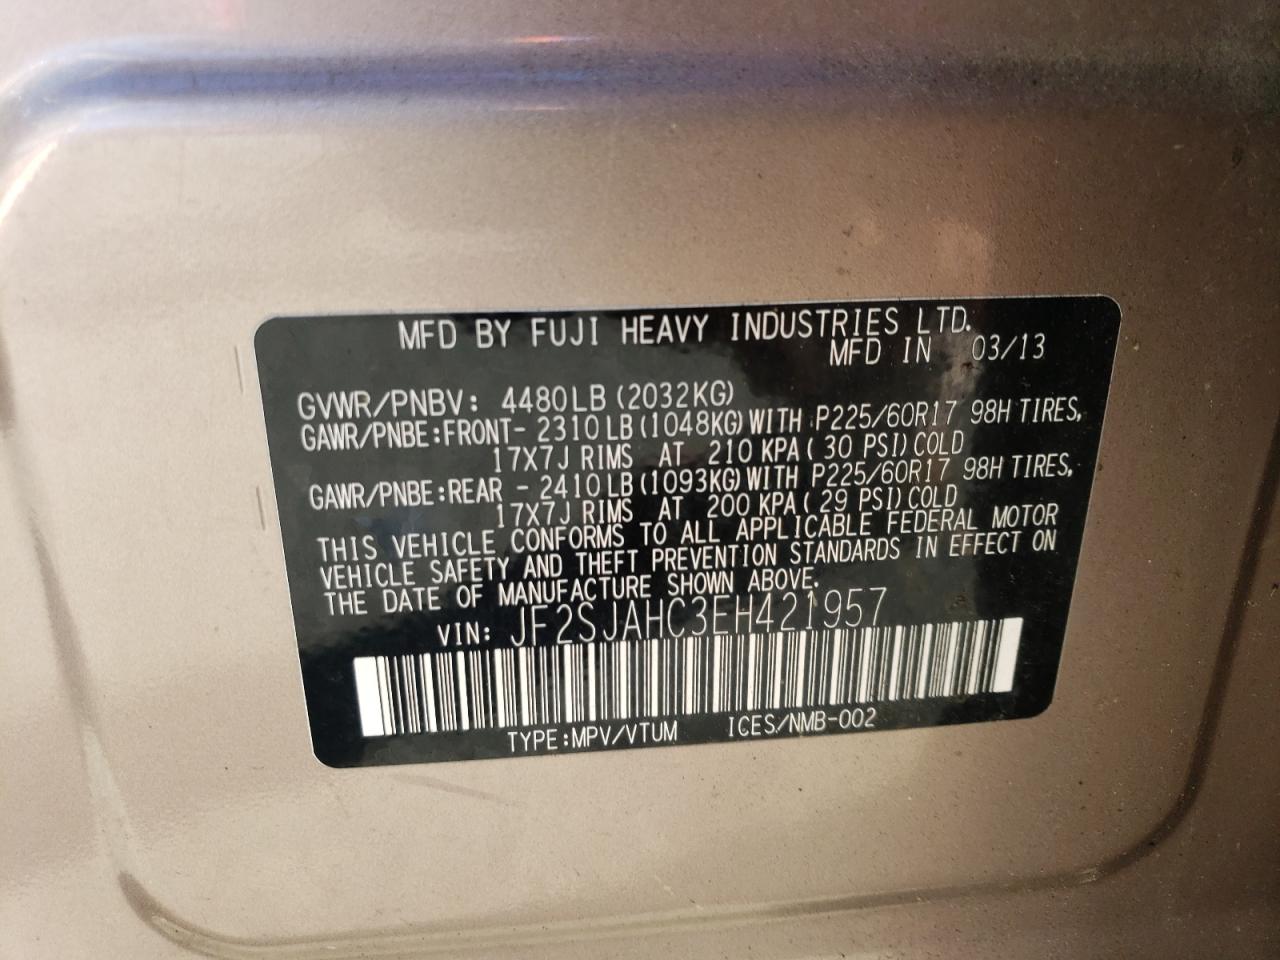 MFD BY FUJI HEAVY INDUSTRIES LTD.
MFD IN 03/13
GVWR/PNBV: 4480LB (2032KG)
GAWR/PNBE:FRONT- 2310LB (1048KG) WITH P225/60R17 98H TIRES,
17X7J RIMS AT 210 KPA( 30 PSI) COLD
GAWR/PNBE:REAR - 2410LB (1093KG) WITH P225/60R17 98H TIRES,
17X7J RIMS AT 200 KPA( 29 PSI) COLD
THIS VEHICLE CONFORMS TO ALL APPLICABLE FEDERAL MOTOR
VEHICLE SAFETY AND THEFT PREVENTION STANDARDS IN EFFECT ON
THE DATE OF MANUFACTURE SHOWN ABOVE.
VIN: JF2SJAHC3EH421957
TYPE:MPV/VTUM ICES/NMB-002